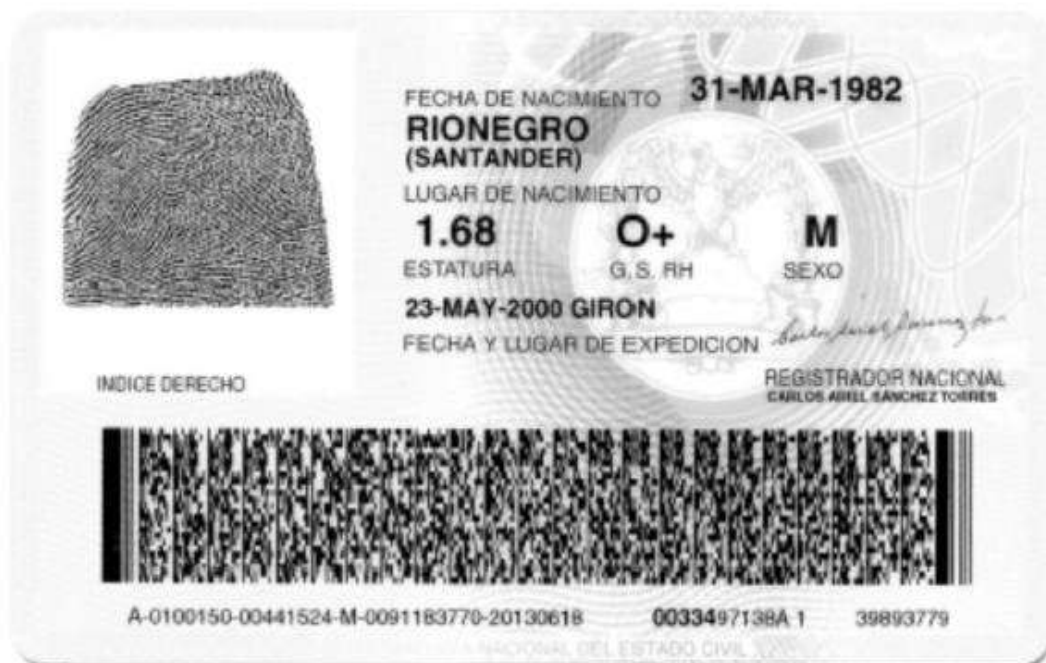 FECHA DE NACIMIENTO 31-MAR-1982
RIONEGRO
(SANTANDER)
LUGAR DE NACIMIENTO
1.68 O+ M
ESTATURA G. S. RH SEXO
23-MAY-2000 GIRON
FECHA Y LUGAR DE EXPEDICION
INDICE DERECHO
REGISTRADOR NACIONAL
CARLOS ARIEL SÁNCHEZ TORRES
A-0100150-00441524-M-0091183770-20130618 0033497138A 1 39893779
NACIONAL DEL ESTADO CIVIL